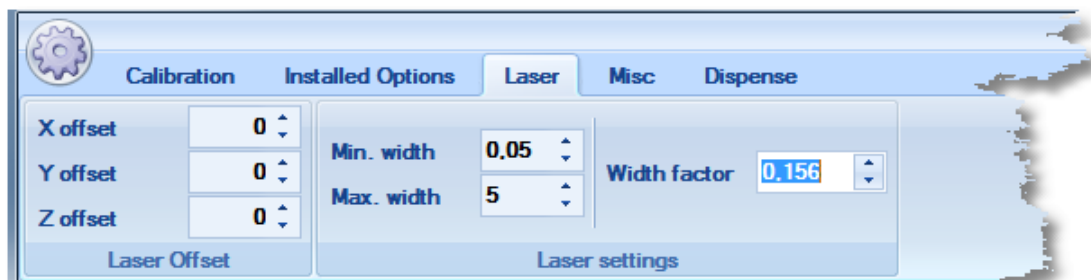 Calibration Installed Options Laser Misc Dispense
X offset 0
Y offset 0
Z offset 0
Laser Offset
Min. width 0,05
Max. width 5
Width factor 0.156
Laser settings